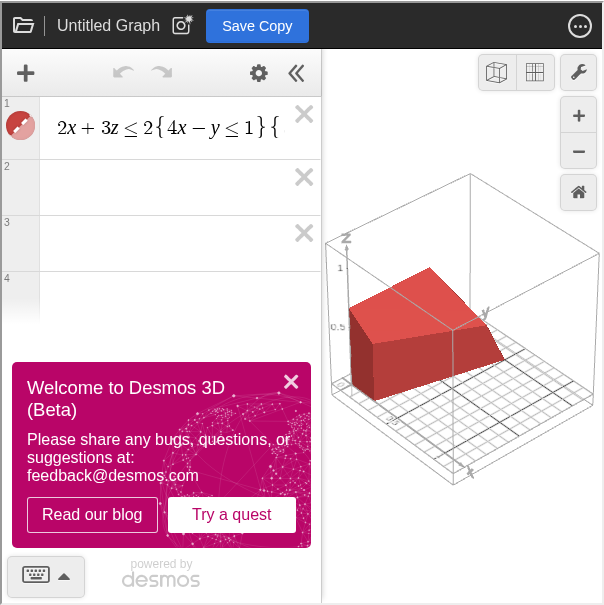 Untitled Graph
Save Copy
1
2x + 3z ≤ 2{4x − y ≤ 1}{
2
3
4
Welcome to Desmos 3D
(Beta)
Please share any bugs, questions, or
suggestions at:
feedback@desmos.com
Read our blog
Try a quest
powered by
desmos
z
1
0.5
0
y
x